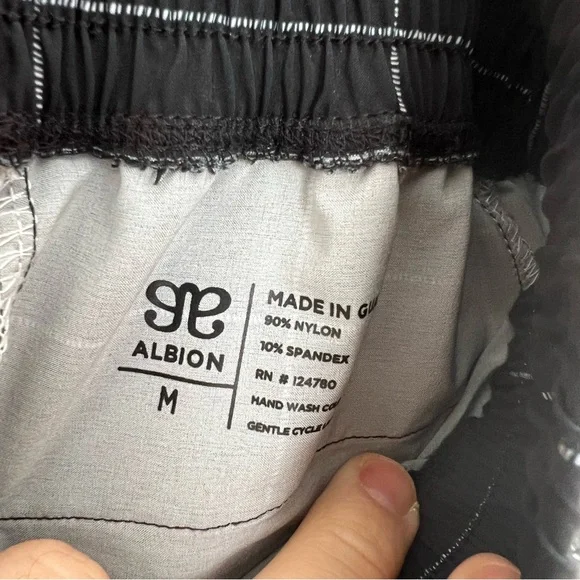 ALBION
M
MADE IN
90% NYLON
10% SPANDEX
RN # 124780
HAND WASH
GENTLE CYCLE